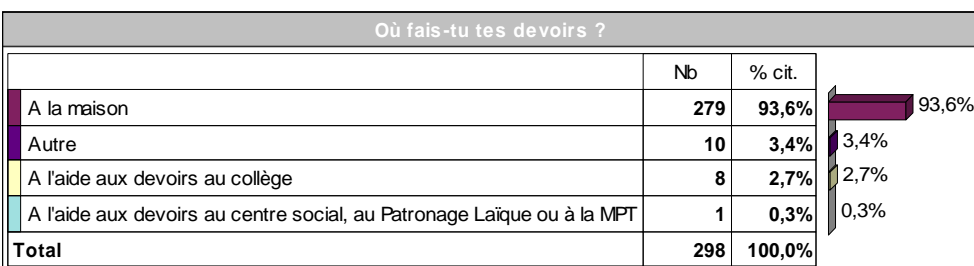 Où fais-tu tes devoirs ?
Nb % cit.
A la maison 279 93,6% 93,6%
Autre 10 3,4% 3,4%
A l'aide aux devoirs au collège 8 2,7% 2,7%
A l'aide aux devoirs au centre social, au Patronage Laïque ou à la MPT 1 0,3% 0,3%
Total 298 100,0%